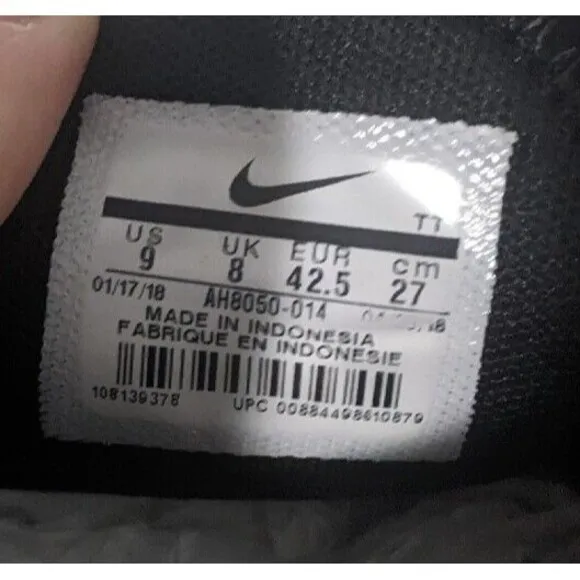 TT
US UK EUR cm
9 8 42.5 27
01/17/18 AH8050-014
MADE IN INDONESIA
FABRIQUE EN INDONESIE
108139378 UPC 00884498610879